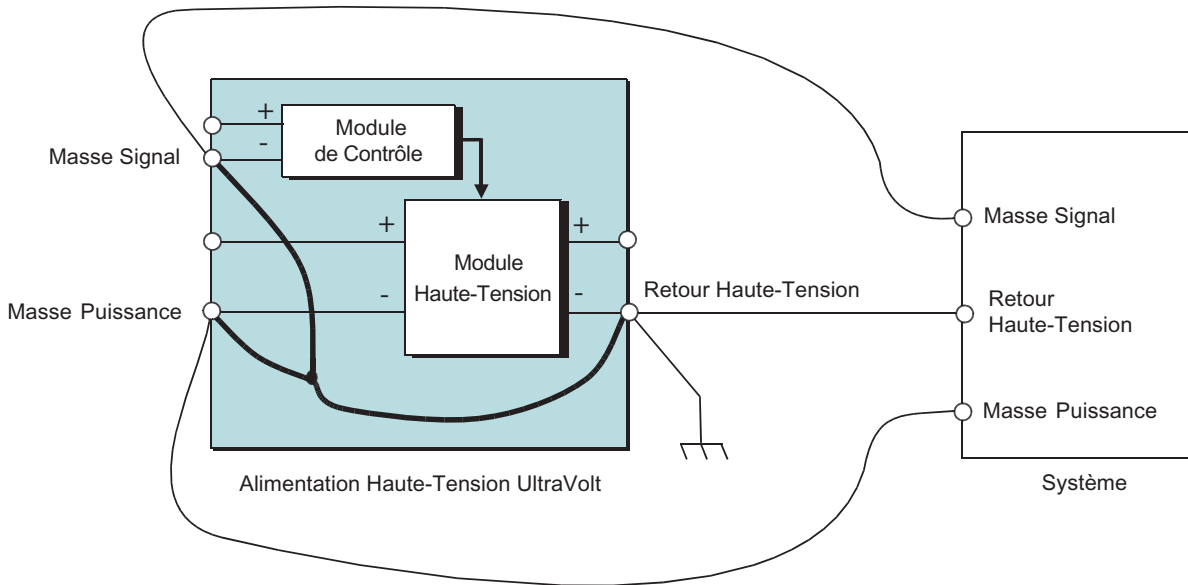 +
-
Module
de Contrôle
Masse Signal
+
-
Module
Haute-Tension
+
-
Masse Puissance
Retour Haute-Tension
Alimentation Haute-Tension UltraVolt
Masse Signal
Retour
Haute-Tension
Masse Puissance
Système